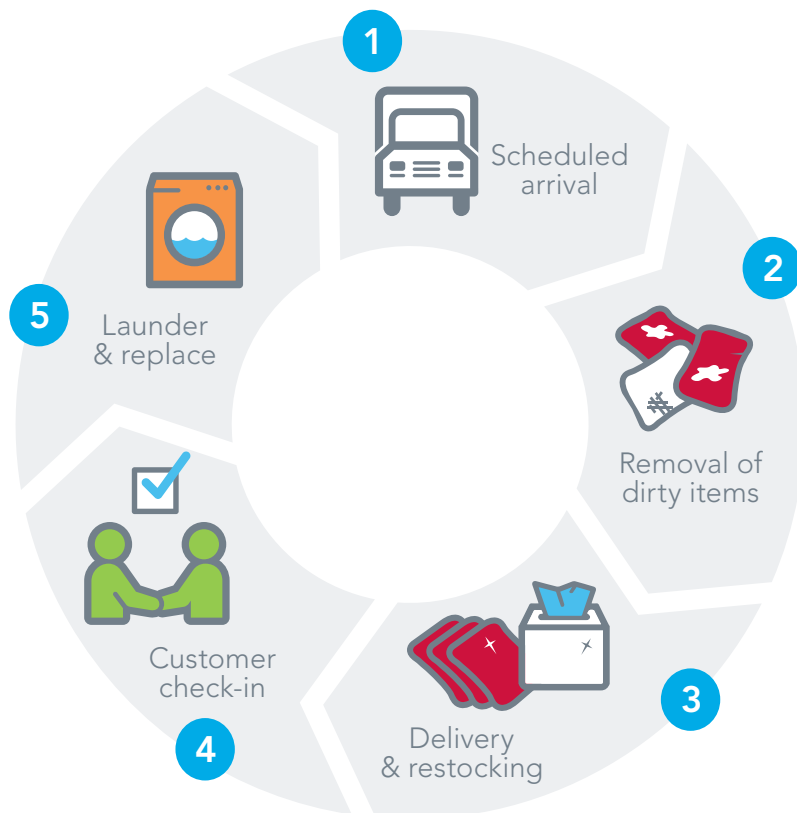 1
Scheduled
arrival
2
Removal of
dirty items
3
Delivery
& restocking
4
Customer
check-in
5
Launder
& replace